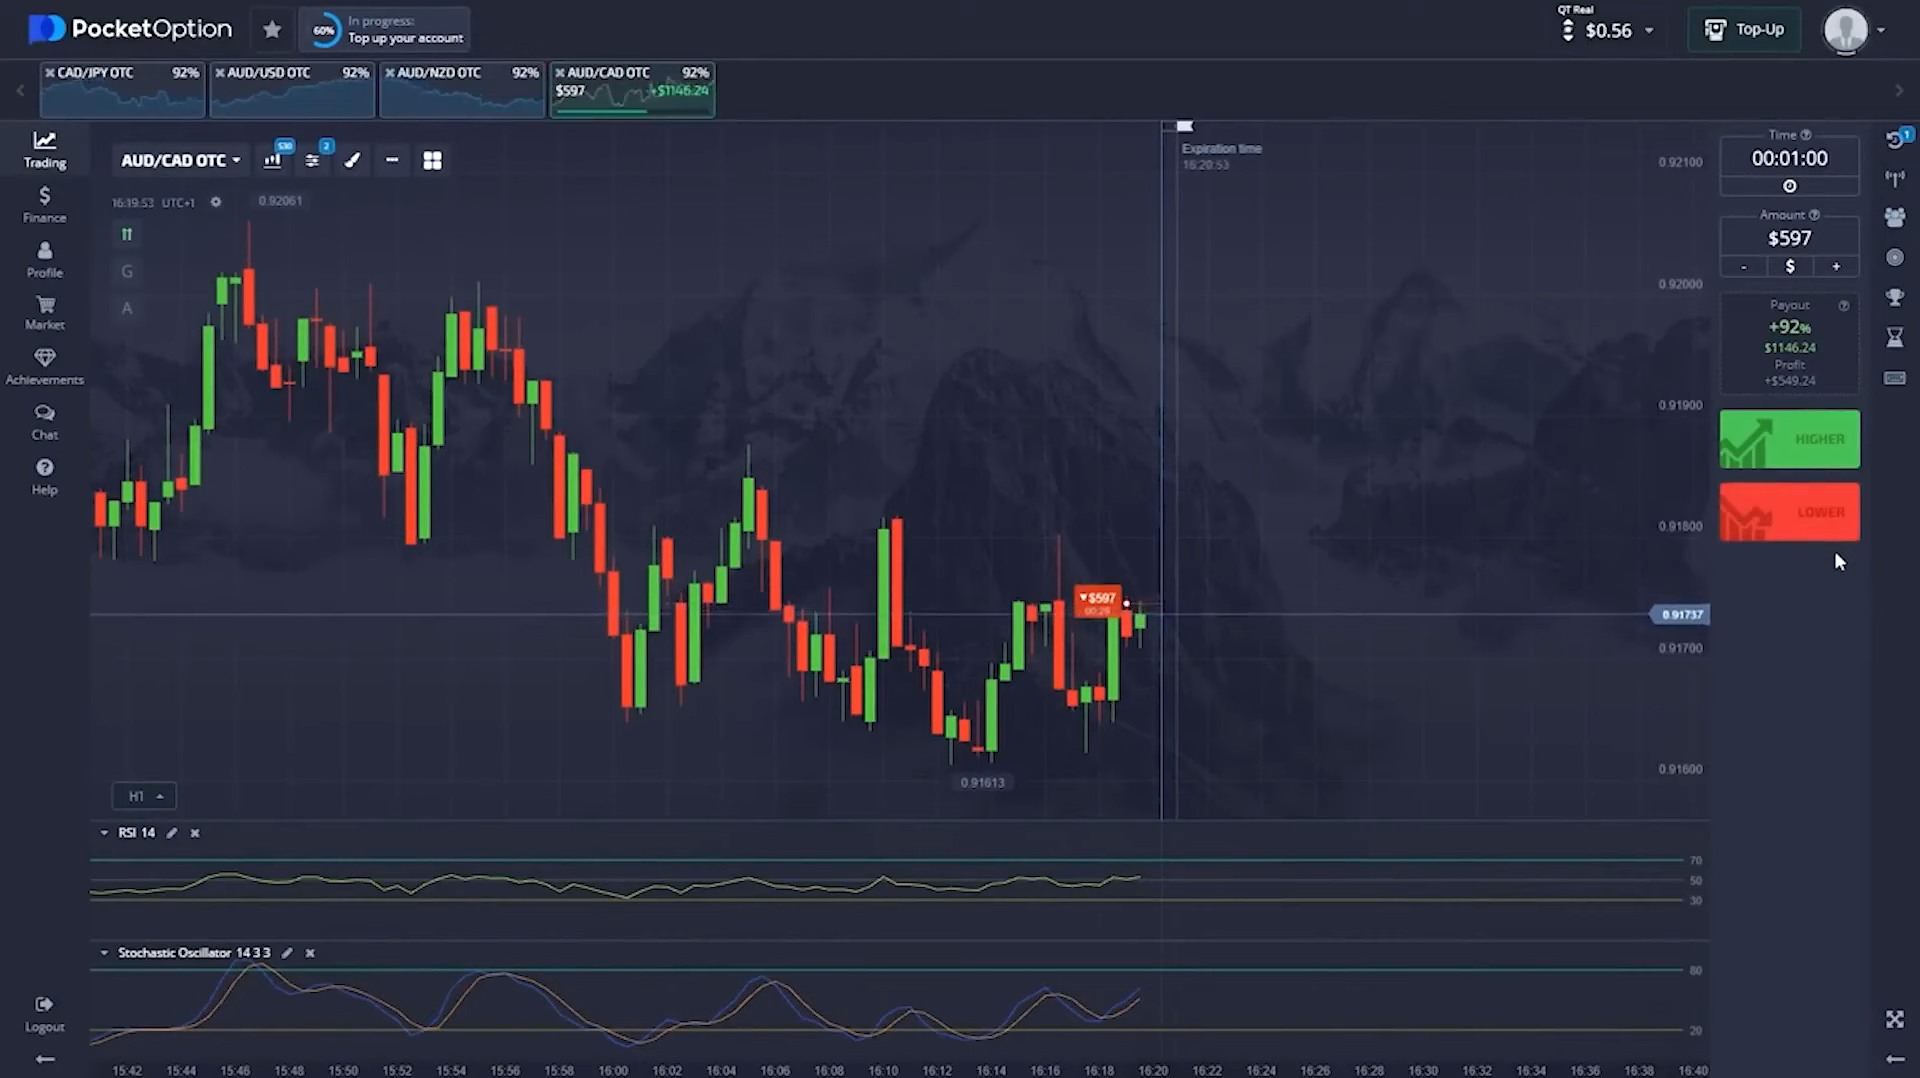 PocketOption
60%
In progress:
Top up your account
QT Real
$0.56
Top-Up
CAD/JPY OTC 92%
AUD/USD OTC 92%
AUD/NZD OTC 92%
AUD/CAD OTC 92%
$597 +$1146.24
Trading
Finance
Profile
Market
Achievements
Chat
Help
Logout
AUD/CAD OTC
S30
2
16:19:53 UTC+1
0.92061
G
A
Expiration time
16:20:53
0.92100
0.92000
0.91900
0.91800
0.91737
0.91700
0.91600
$597
0.91613
H1
RSI 14
70
50
30
Stochastic Oscillator 14 3 3
80
20
15:42 15:44 15:46 15:48 15:50 15:52 15:54 15:56 15:58 16:00 16:02 16:04 16:06 16:08 16:10 16:12 16:14 16:16 16:18 16:20 16:22 16:24 16:26 16:28 16:30 16:32 16:34 16:36 16:38 16:40
Time
00:01:00
Amount
$597
- $ +
Payout
+92%
$1146.24
Profit
+$549.24
HIGHER
LOWER
1